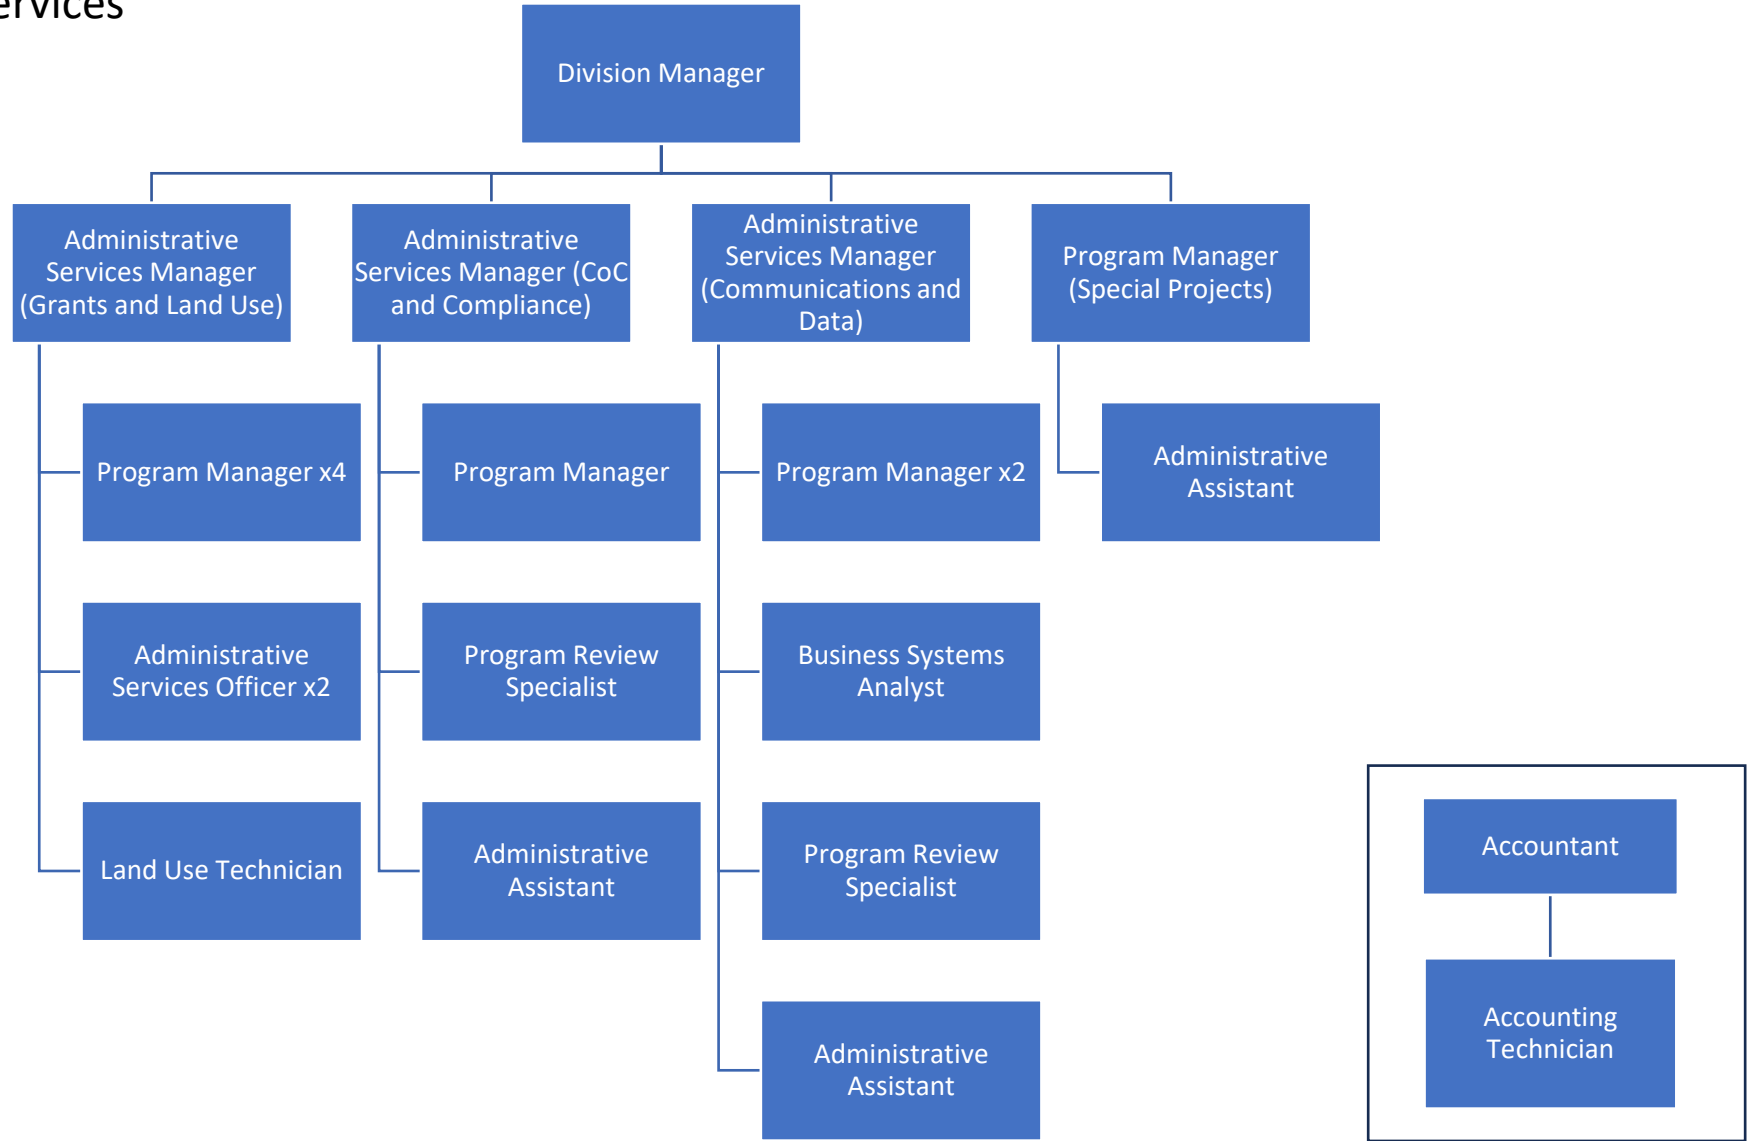 Division Manager
Administrative
Services Manager
(Grants and Land Use)
Administrative
Services Manager (CoC
and Compliance)
Administrative
Services Manager
(Communications and
Data)
Program Manager
(Special Projects)
Program Manager x4
Program Manager
Program Manager x2
Administrative
Assistant
Administrative
Services Officer x2
Program Review
Specialist
Business Systems
Analyst
Land Use Technician
Administrative
Assistant
Program Review
Specialist
Administrative
Assistant
Accountant
Accounting
Technician